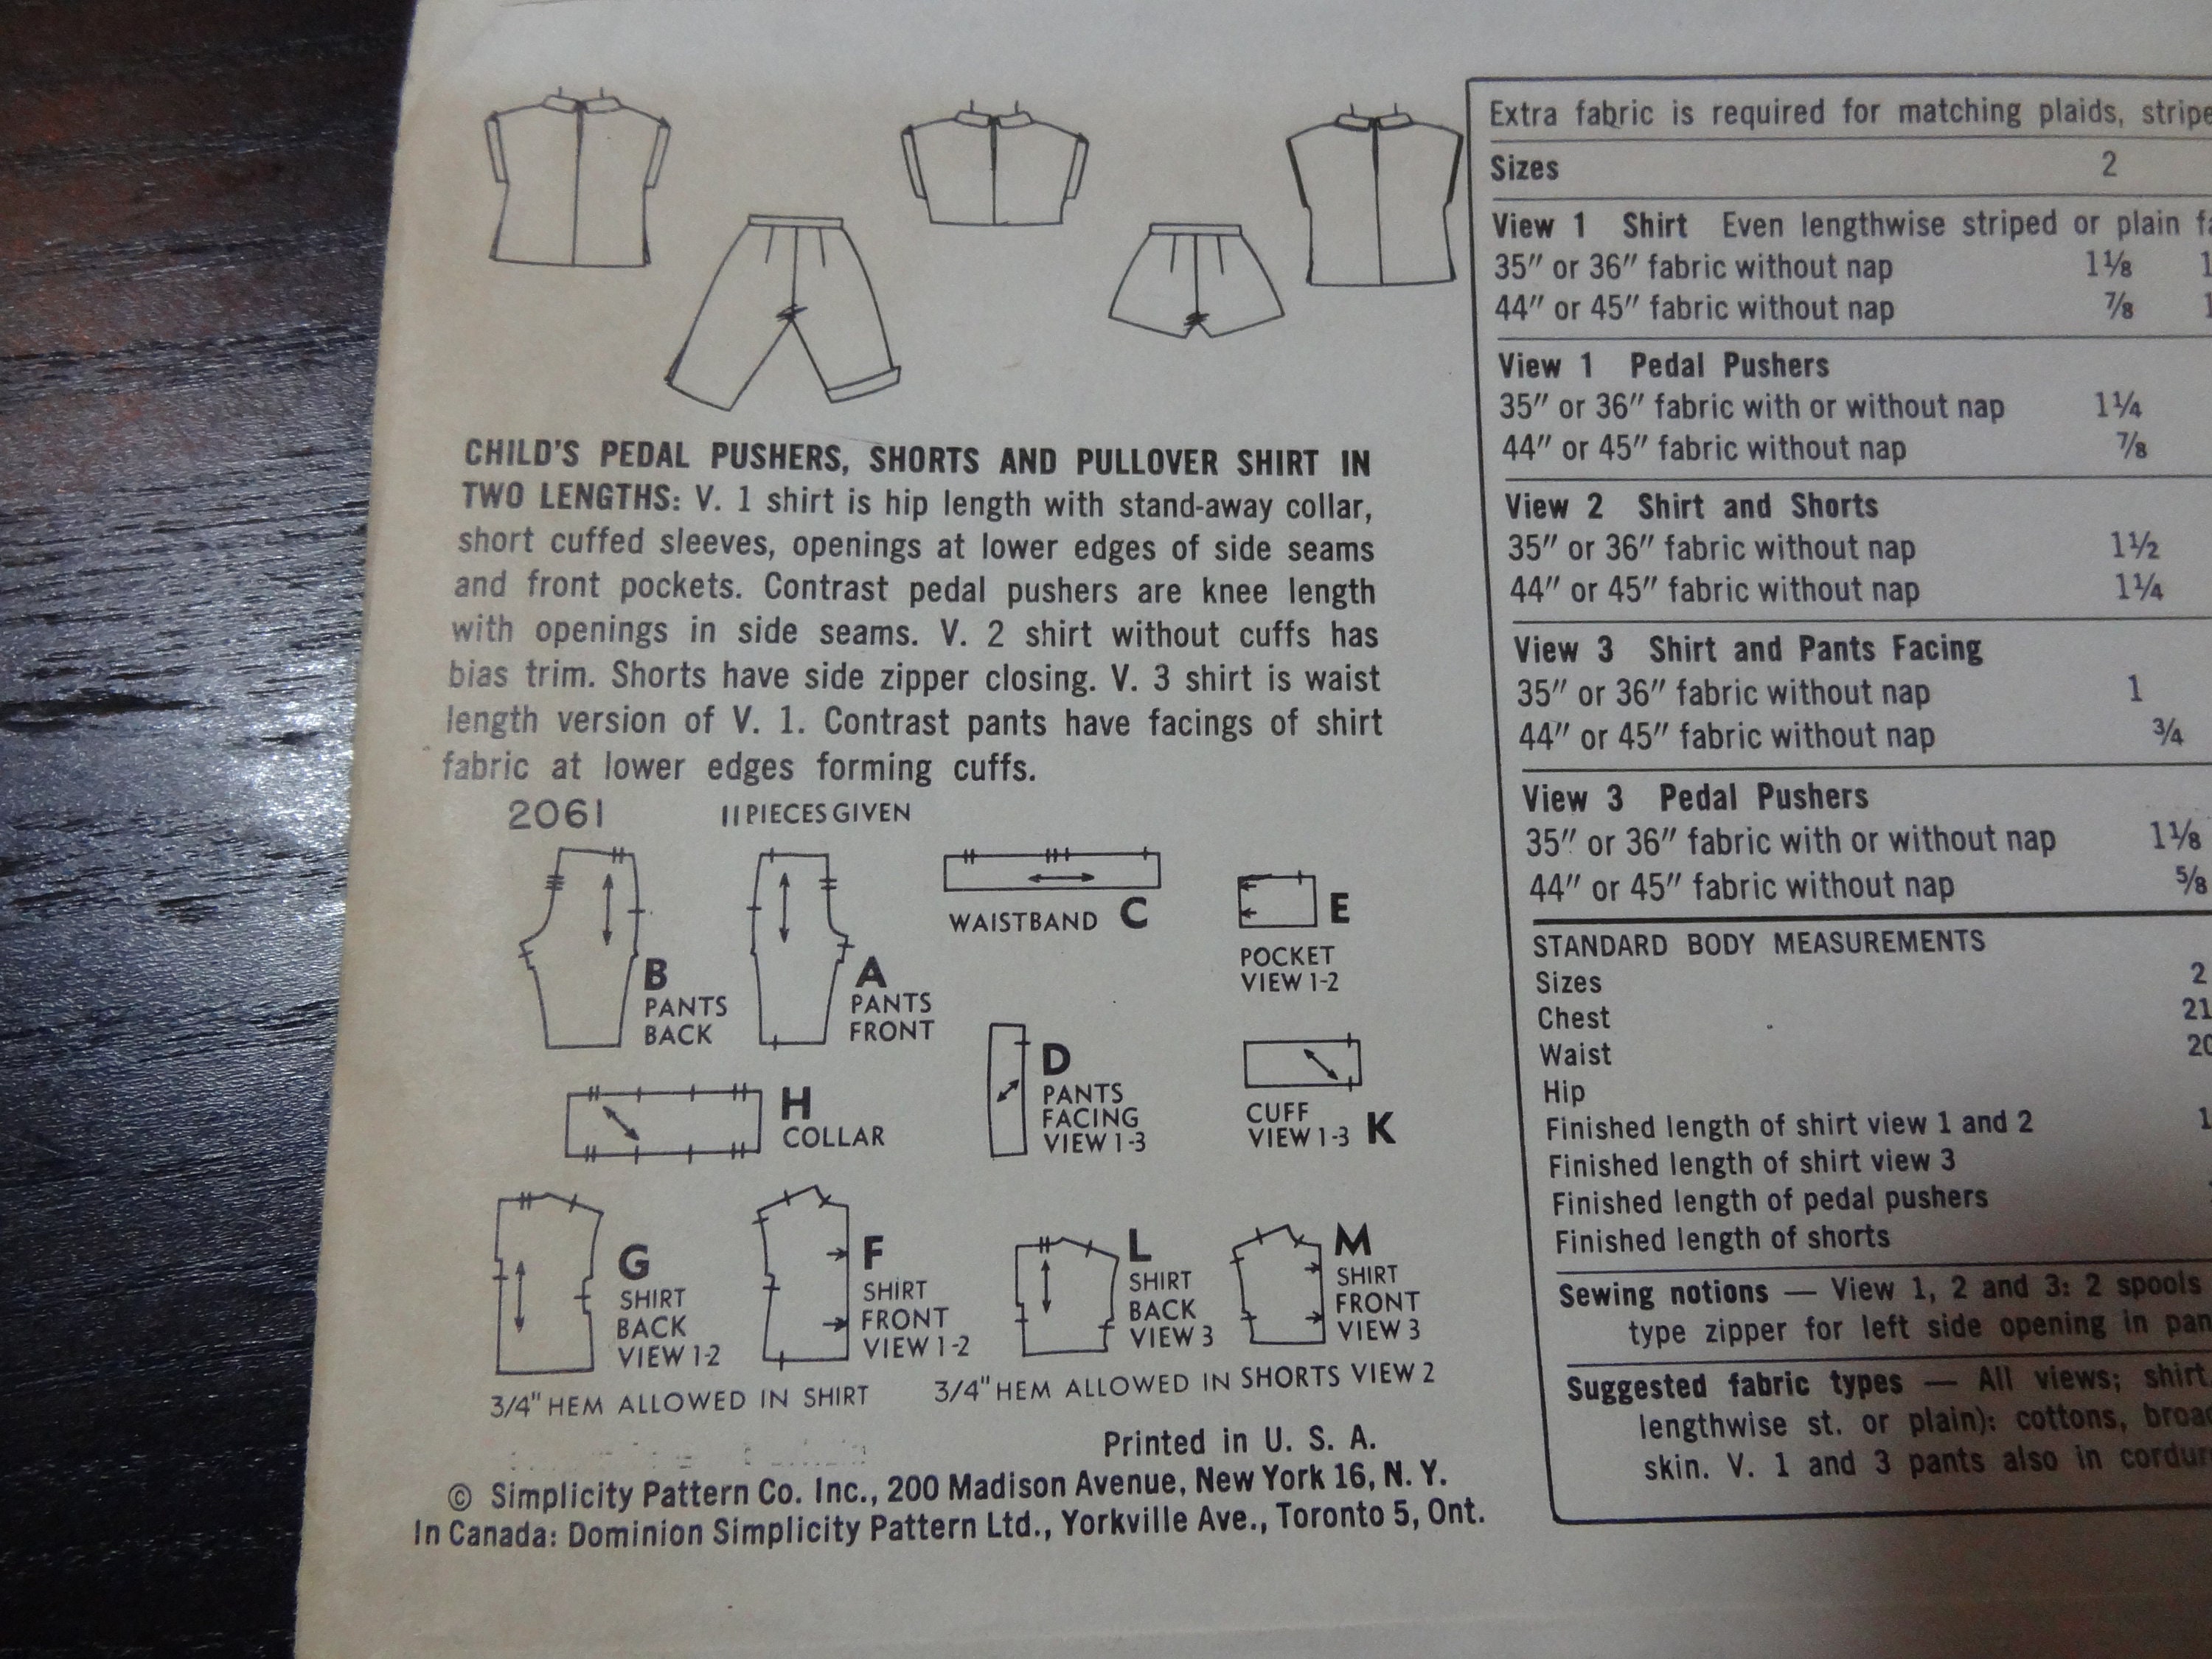 CHILD'S PEDAL PUSHERS, SHORTS AND PULLOVER SHIRT IN
TWO LENGTHS: V. 1 shirt is hip length with stand-away collar,
short cuffed sleeves, openings at lower edges of side seams
and front pockets. Contrast pedal pushers are knee length
with openings in side seams. V. 2 shirt without cuffs has
bias trim. Shorts have side zipper closing. V. 3 shirt is waist
length version of V. 1. Contrast pants have facings of shirt
fabric at lower edges forming cuffs.
2061 11 PIECES GIVEN
B
PANTS
BACK
A
PANTS
FRONT
WAISTBAND C
E
POCKET
VIEW 1-2
H
COLLAR
D
PANTS
FACING
VIEW 1-3
CUFF
VIEW 1-3 K
G
SHIRT
BACK
VIEW 1-2
F
SHIRT
FRONT
VIEW 1-2
L
SHIRT
BACK
VIEW 3
M
SHIRT
FRONT
VIEW 3
3/4" HEM ALLOWED IN SHIRT
3/4" HEM ALLOWED IN SHORTS VIEW 2
Printed in U. S. A.
© Simplicity Pattern Co. Inc., 200 Madison Avenue, New York 16, N. Y.
In Canada: Dominion Simplicity Pattern Ltd., Yorkville Ave., Toronto 5, Ont.
Extra fabric is required for matching plaids,
Sizes 2
View 1 Shirt Even lengthwise striped or plain
35" or 36" fabric without nap 1⅛
44" or 45" fabric without nap ⅞
View 1 Pedal Pushers
35" or 36" fabric with or without nap 1¼
44" or 45" fabric without nap ⅞
View 2 Shirt and Shorts
35" or 36" fabric without nap 1½
44" or 45" fabric without nap 1¼
View 3 Shirt and Pants Facing
35" or 36" fabric without nap 1
44" or 45" fabric without nap ¾
View 3 Pedal Pushers
35" or 36" fabric with or without nap 1⅛
44" or 45" fabric without nap ⅝
STANDARD BODY MEASUREMENTS
Sizes 2
Chest 21
Waist 20
Hip
Finished length of shirt view 1 and 2
Finished length of shirt view 3
Finished length of pedal pushers
Finished length of shorts
Sewing notions — View 1, 2 and 3: 2 spools
type zipper for left side opening in
Suggested fabric types — All views; shirt
lengthwise st. or plain): cottons,
skin. V. 1 and 3 pants also in